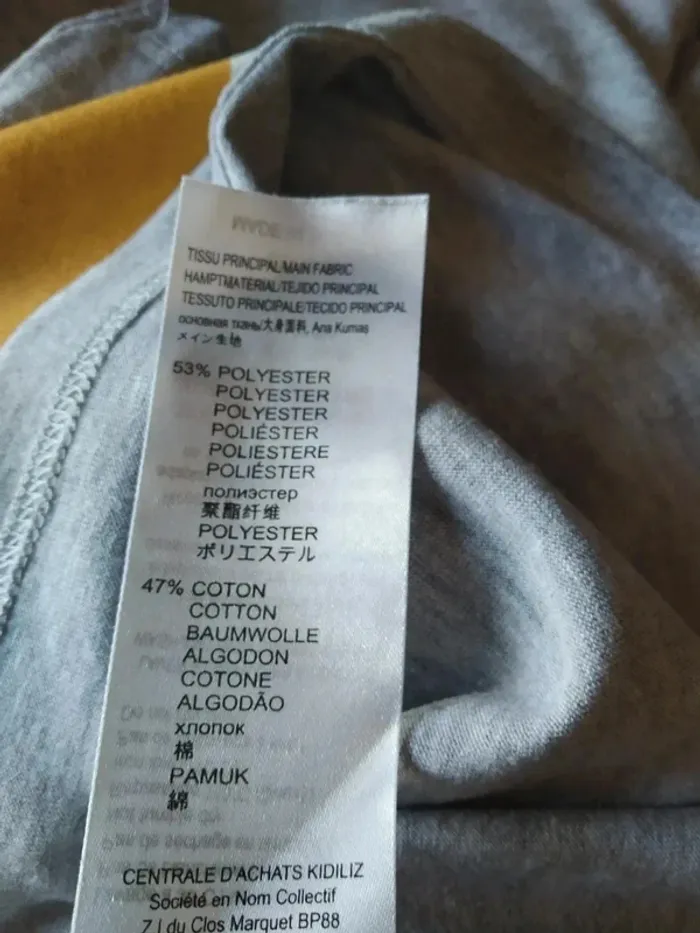 TISSU PRINCIPAL/MAIN FABRIC
HAMPTMATERIAL/TEJIDO PRINCIPAL
TESSUTO PRINCIPALE/TECIDO PRINCIPAL
основная ткань/大身面料, Ana Kumas
メイン生地
53% POLYESTER
POLYESTER
POLYESTER
POLIÉSTER
POLIESTERE
POLIÉSTER
полиэстер
聚酯纤维
POLYESTER
ポリエステル
47% COTON
COTTON
BAUMWOLLE
ALGODON
COTONE
ALGODÃO
хлопок
棉
PAMUK
綿
CENTRALE D'ACHATS KIDILIZ
Société en Nom Collectif
Z.I du Clos Marquet BP88